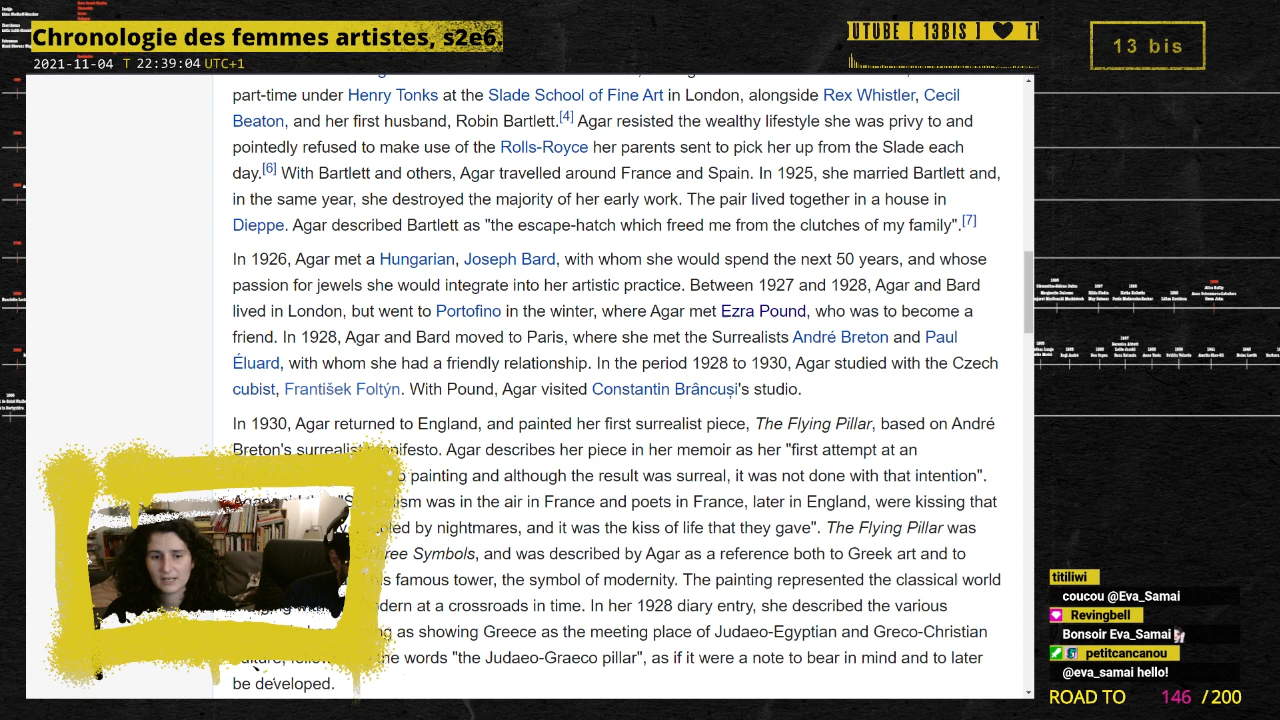 Chronologie des femmes artistes, s2e6
2021-11-04 T 22:39:04 UTC+1
UTUBE [ 13BIS ] ♥ T
13 bis
part-time under Henry Tonks at the Slade School of Fine Art in London, alongside Rex Whistler, Cecil
Beaton, and her first husband, Robin Bartlett.[4] Agar resisted the wealthy lifestyle she was privy to and
pointedly refused to make use of the Rolls-Royce her parents sent to pick her up from the Slade each
day.[6] With Bartlett and others, Agar travelled around France and Spain. In 1925, she married Bartlett and,
in the same year, she destroyed the majority of her early work. The pair lived together in a house in
Dieppe. Agar described Bartlett as "the escape-hatch which freed me from the clutches of my family".[7]
In 1926, Agar met a Hungarian, Joseph Bard, with whom she would spend the next 50 years, and whose
passion for jewels she would integrate into her artistic practice. Between 1927 and 1928, Agar and Bard
lived in London, but went to Portofino in the winter, where Agar met Ezra Pound, who was to become a
friend. In 1928, Agar and Bard moved to Paris, where she met the Surrealists André Breton and Paul
Éluard, with whom she had a friendly relationship. In the period 1928 to 1930, Agar studied with the Czech
cubist, František Foltýn. With Pound, Agar visited Constantin Brâncuși's studio.
In 1930, Agar returned to England, and painted her first surrealist piece, The Flying Pillar, based on André
Breton's surrealist manifesto. Agar describes her piece in her memoir as her "first attempt at an
painting and although the result was surreal, it was not done with that intention".
was in the air in France and poets in France, later in England, were kissing that
by nightmares, and it was the kiss of life that they gave". The Flying Pillar was
Symbols, and was described by Agar as a reference both to Greek art and to
famous tower, the symbol of modernity. The painting represented the classical world
at a crossroads in time. In her 1928 diary entry, she described the various
as showing Greece as the meeting place of Judaeo-Egyptian and Greco-Christian
the words "the Judaeo-Graeco pillar", as if it were a note to bear in mind and to later
be developed.
titiliwi
coucou @Eva_Samai
Revingbell
Bonsoir Eva_Samai
petitcancanou
@eva_samai hello!
ROAD TO 146 / 200